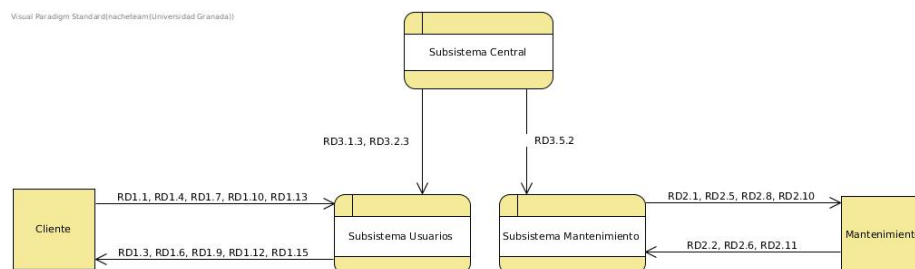 Visual Paradigm Standard(nacheteam(Universidad Granada))
Subsistema Central
RD3.1.3, RD3.2.3
RD3.5.2
RD1.1, RD1.4, RD1.7, RD1.10, RD1.13
RD2.1, RD2.5, RD2.8, RD2.10
Cliente
Subsistema Usuarios
Subsistema Mantenimiento
Mantenimiento
RD1.3, RD1.6, RD1.9, RD1.12, RD1.15
RD2.2, RD2.6, RD2.11